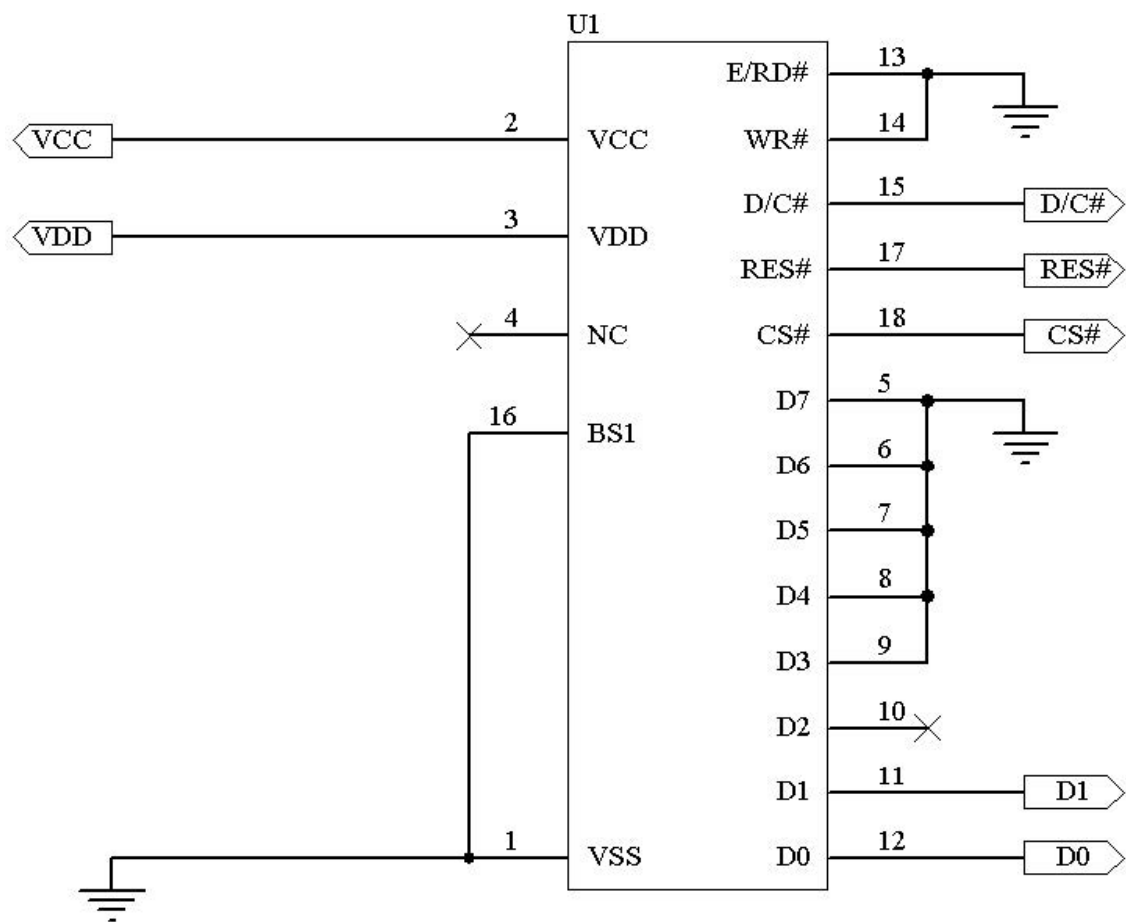 U1
E/RD# 13
VCC 2 VCC WR# 14
D/C# 15 D/C#
VDD 3 VDD
RES# 17 RES#
4 NC CS# 18 CS#
D7 5
16 BS1
D6 6
D5 7
D4 8
D3 9
D2 10
D1 11 D1
1 VSS D0 12 D0